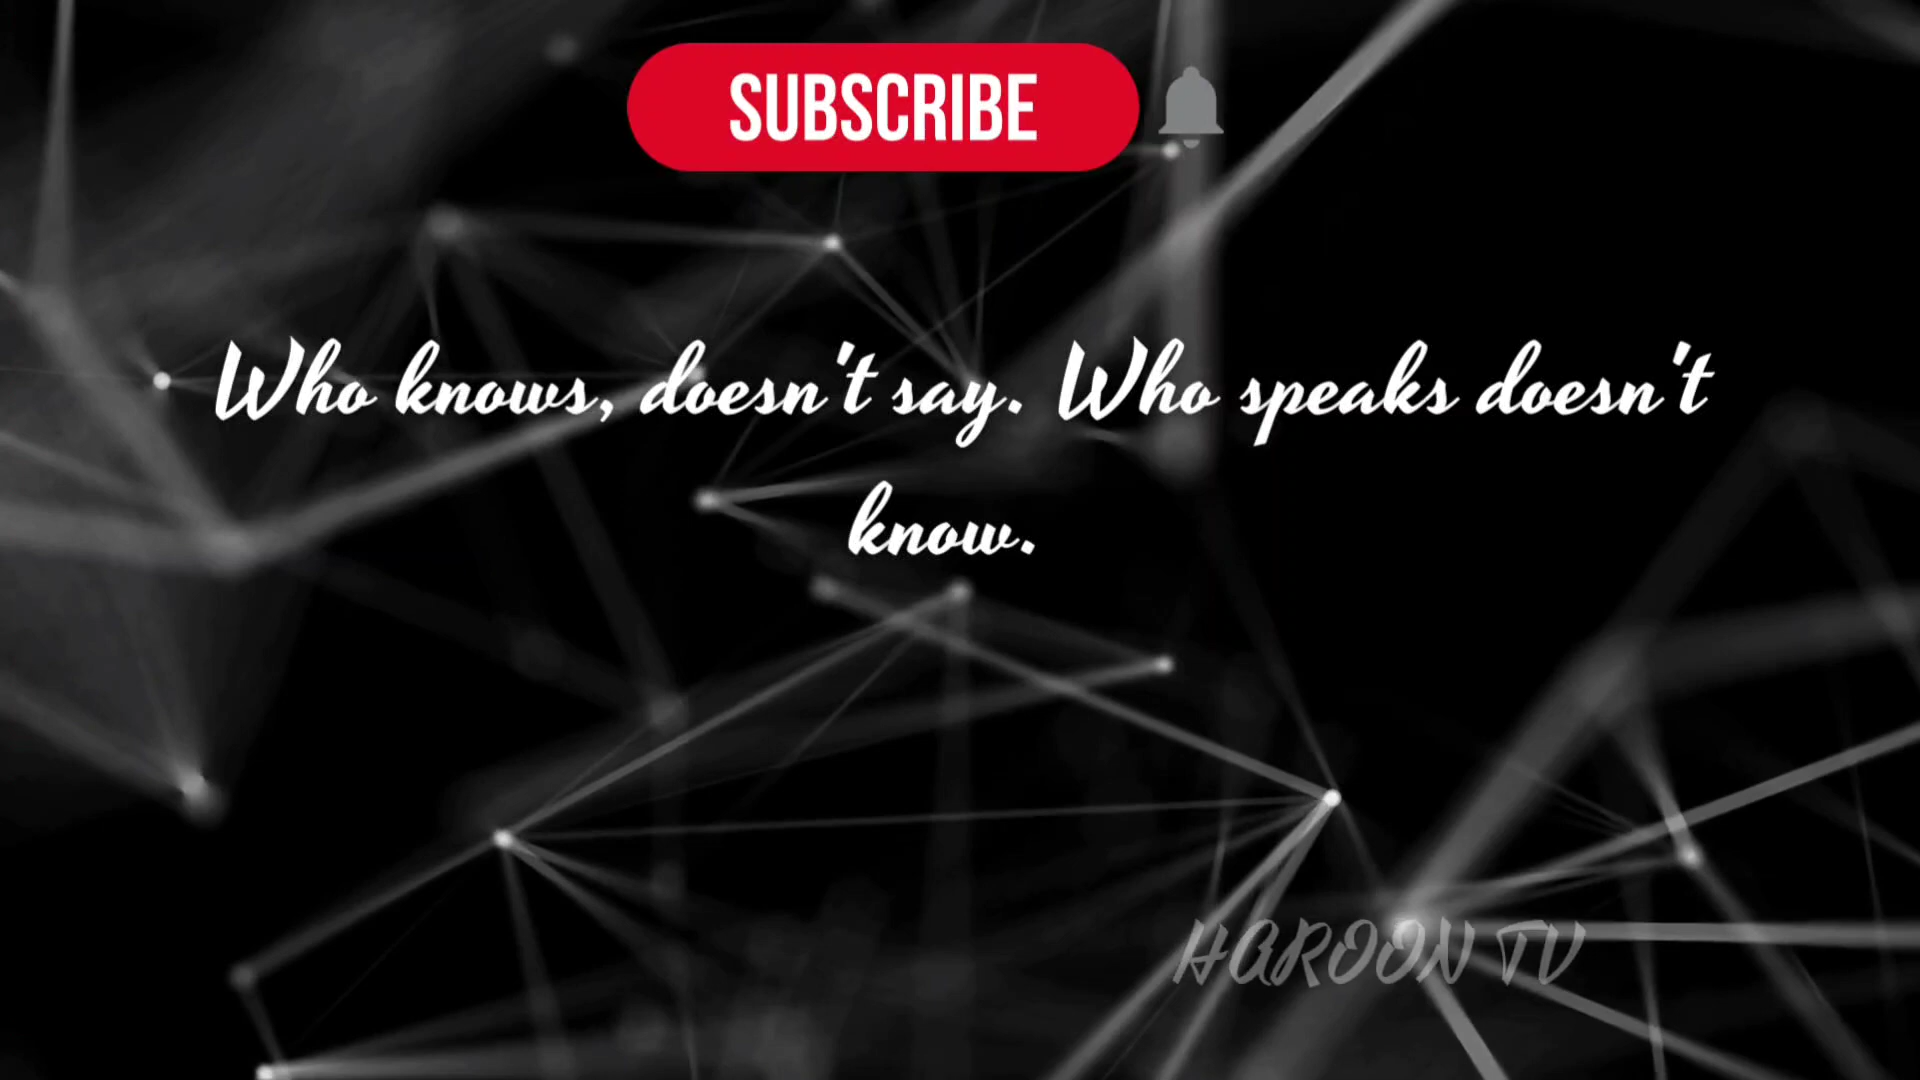 SUBSCRIBE
Who knows, doesn't say. Who speaks doesn't
know.
HAROON TV